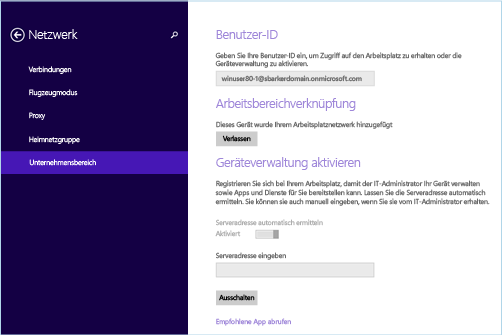 Netzwerk
Verbindungen
Flugzeugmodus
Proxy
Heimnetzgruppe
Unternehmensbereich
Benutzer-ID
Geben Sie Ihre Benutzer-ID ein, um Zugriff auf den Arbeitsplatz zu erhalten oder die
Geräteverwaltung zu aktivieren.
winuser80-1@sbarkerdomain.onmicrosoft.com
Arbeitsbereichverknüpfung
Dieses Gerät wurde Ihrem Arbeitsplatznetzwerk hinzugefügt
Verlassen
Geräteverwaltung aktivieren
Registrieren Sie sich bei Ihrem Arbeitsplatz, damit der IT-Administrator Ihr Gerät verwalten
sowie Apps und Dienste für Sie bereitstellen kann. Lassen Sie die Serveradresse automatisch
ermitteln. Sie können sie auch manuell eingeben, wenn Sie sie vom IT-Administrator erhalten.
Serveradresse automatisch ermitteln
Aktiviert
Serveradresse eingeben
Ausschalten
Empfohlene App abrufen